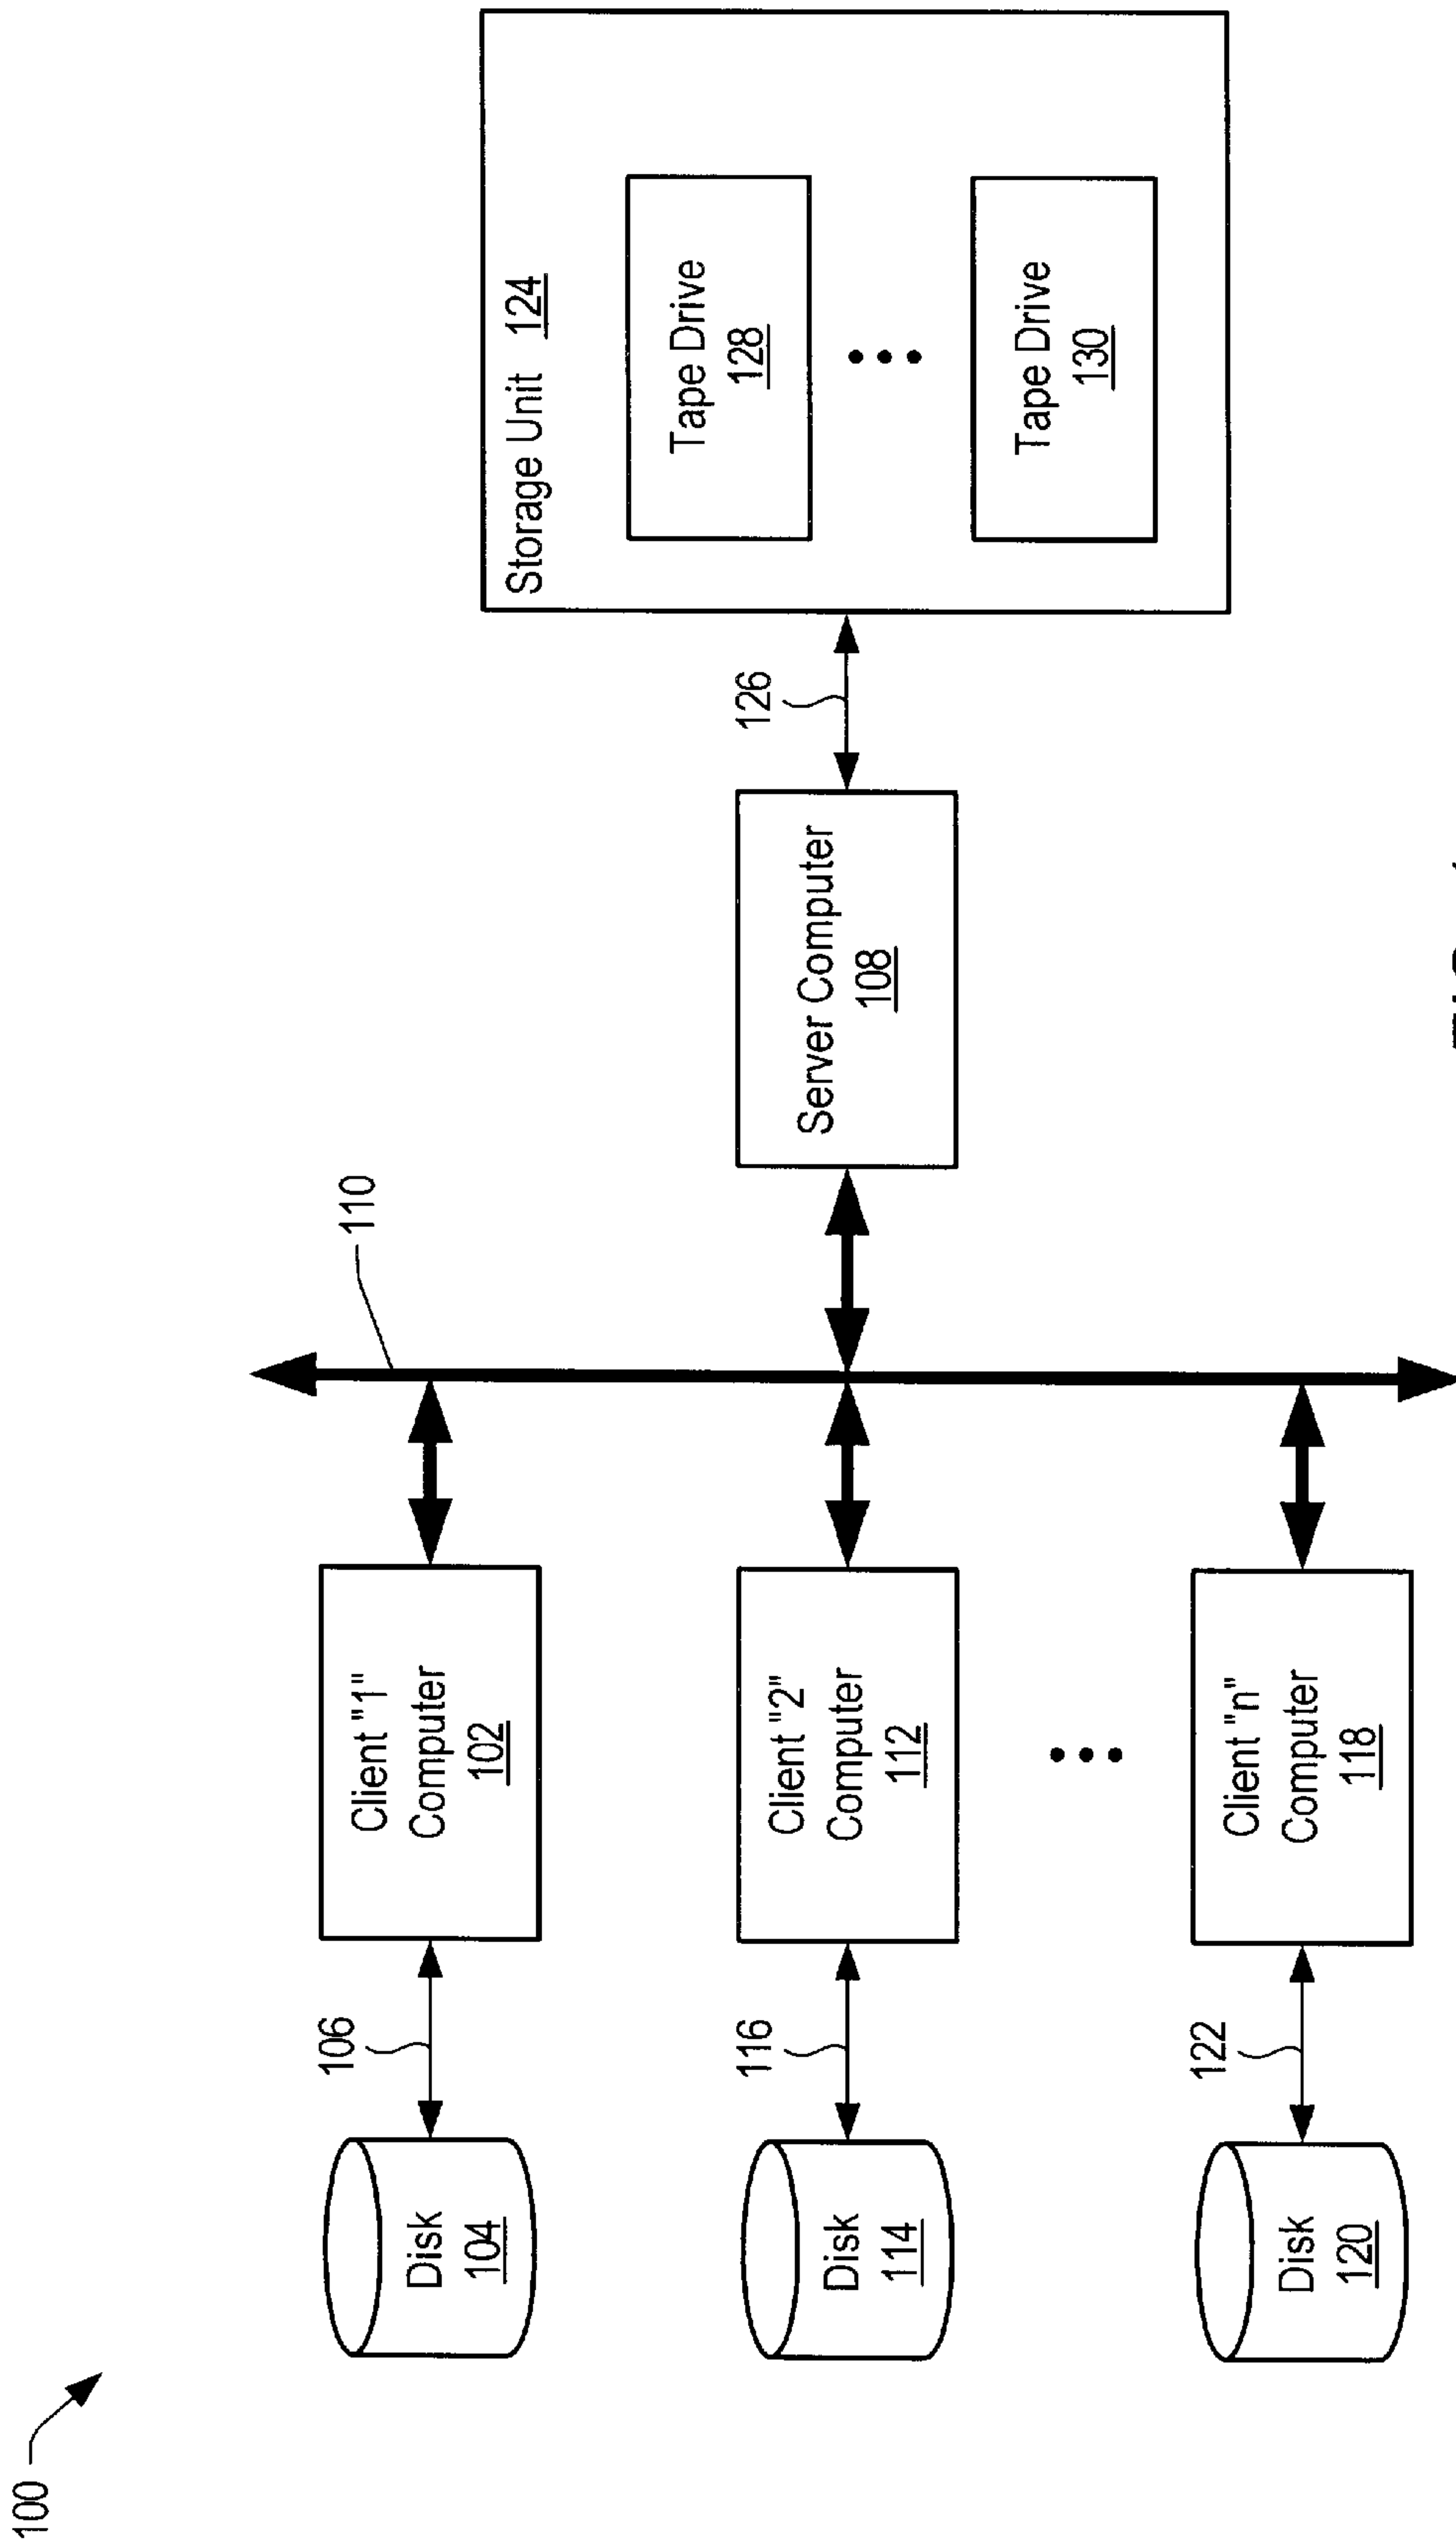 100
110
Disk
104
106
Client "1"
Computer
102
Disk
114
116
Client "2"
Computer
112
Disk
120
122
Client "n"
Computer
118
Server Computer
108
126
Storage Unit 124
Tape Drive
128
Tape Drive
130